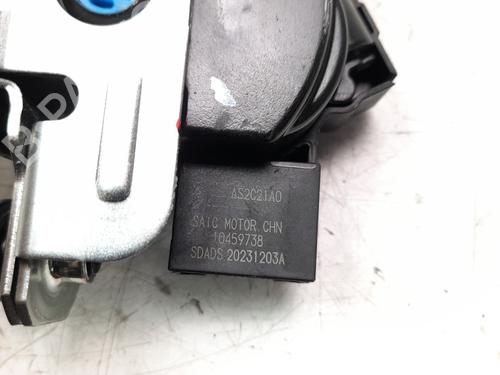 AS2C21A0
SAIC MOTOR CHN
10459738
SDADS 20231203A